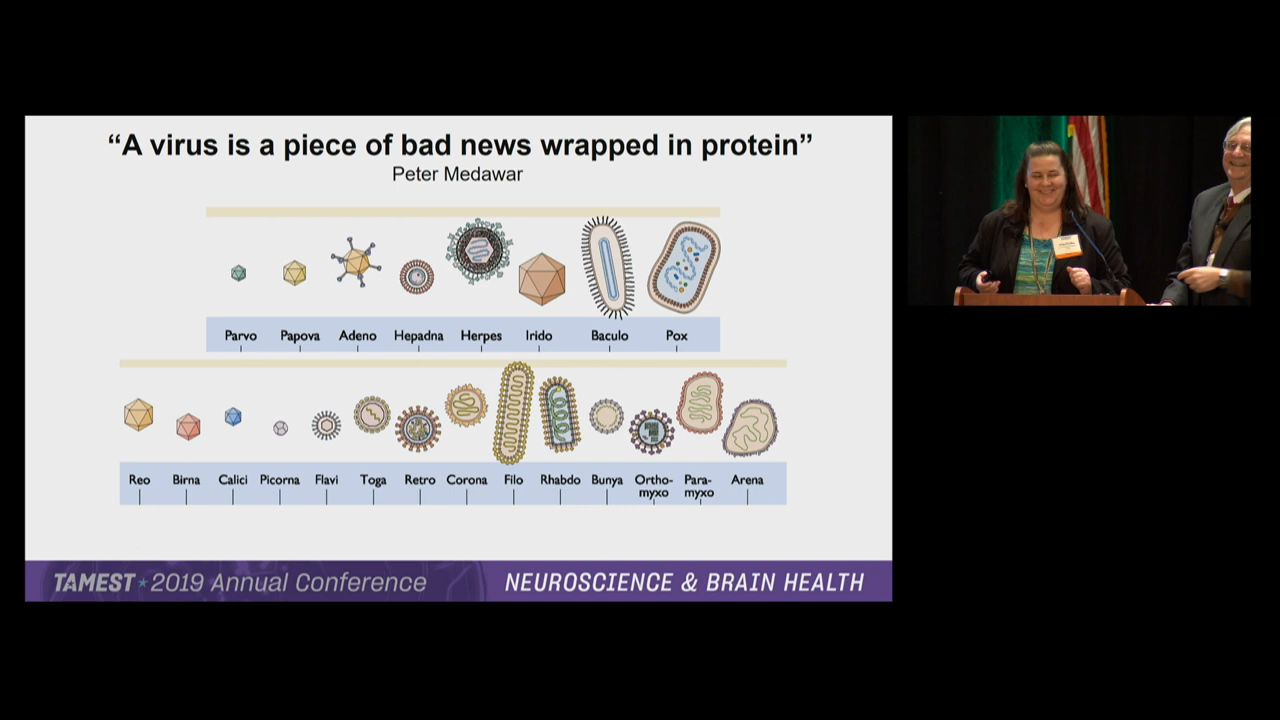 “A virus is a piece of bad news wrapped in protein”
Peter Medawar
Parvo Papova Adeno Hepadna Herpes Irido Baculo Pox
Reo Birna Calici Picorna Flavi Toga Retro Corona Filo Rhabdo Bunya Ortho- Para- Arena
myxo myxo
TAMEST★2019 Annual Conference
NEUROSCIENCE & BRAIN HEALTH